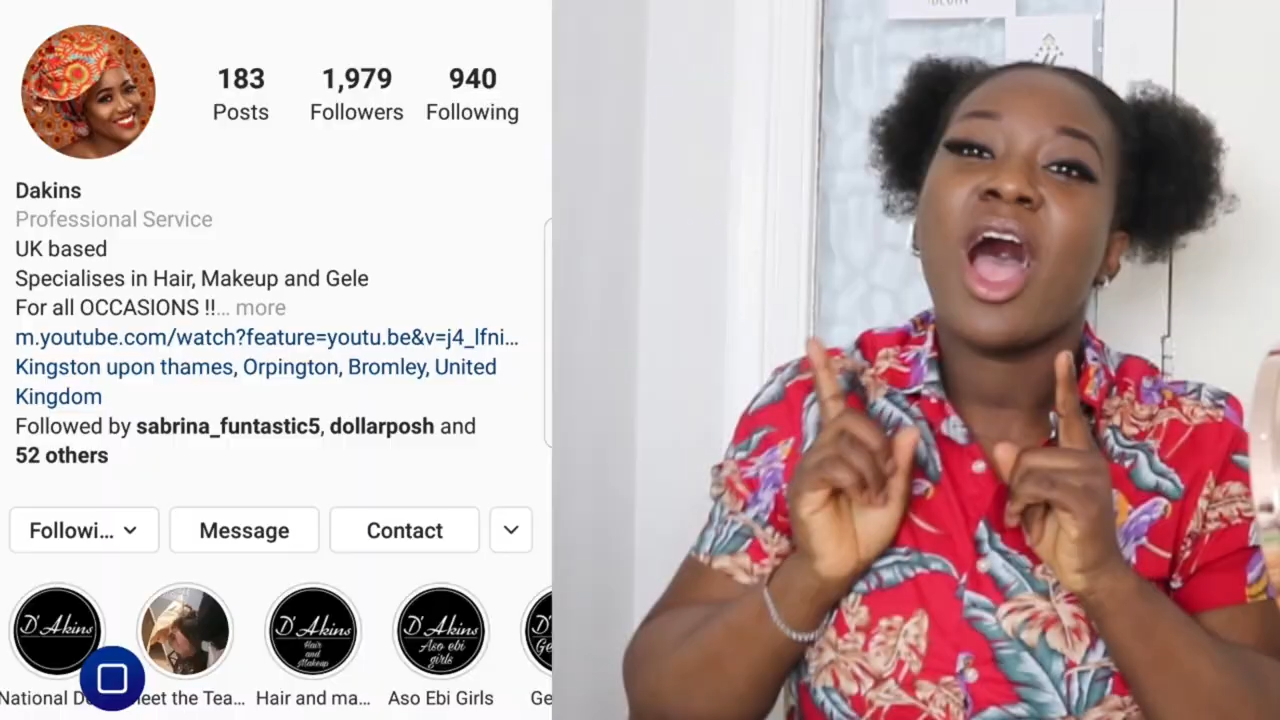 183 1,979 940
Posts Followers Following
Dakins
Professional Service
UK based
Specialises in Hair, Makeup and Gele
For all OCCASIONS !!... more
m.youtube.com/watch?feature=youtu.be&v=j4_lfni...
Kingston upon thames, Orpington, Bromley, United
Kingdom
Followed by sabrina_funtastic5, dollarposh and
52 others
Followi... Message Contact
D'Akins
D'Akins
Hair
and
Makeup
D'Akins
Aso ebi
girls
National Hair and ma... Aso Ebi Girls
the Tea...